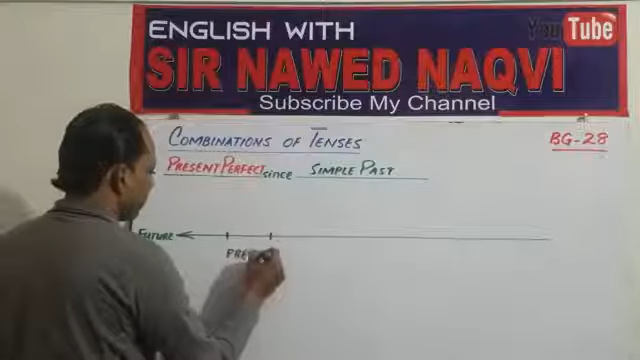 ENGLISH WITH
YouTube
SIR NAWED NAQVI
Subscribe My Channel
COMBINATIONS OF TENSES
BG-28
PRESENT PERFECT since SIMPLE PAST
FUTURE
PRE